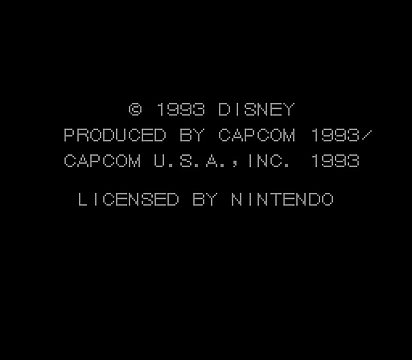 © 1993 DISNEY
PRODUCED BY CAPCOM 1993/
CAPCOM U.S.A.,INC. 1993
LICENSED BY NINTENDO